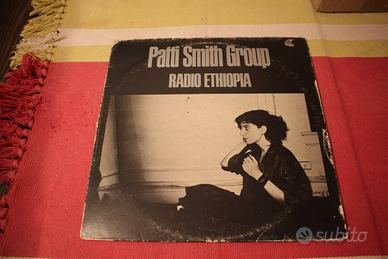 Patti Smith Group
RADIO ETHIOPIA
subito